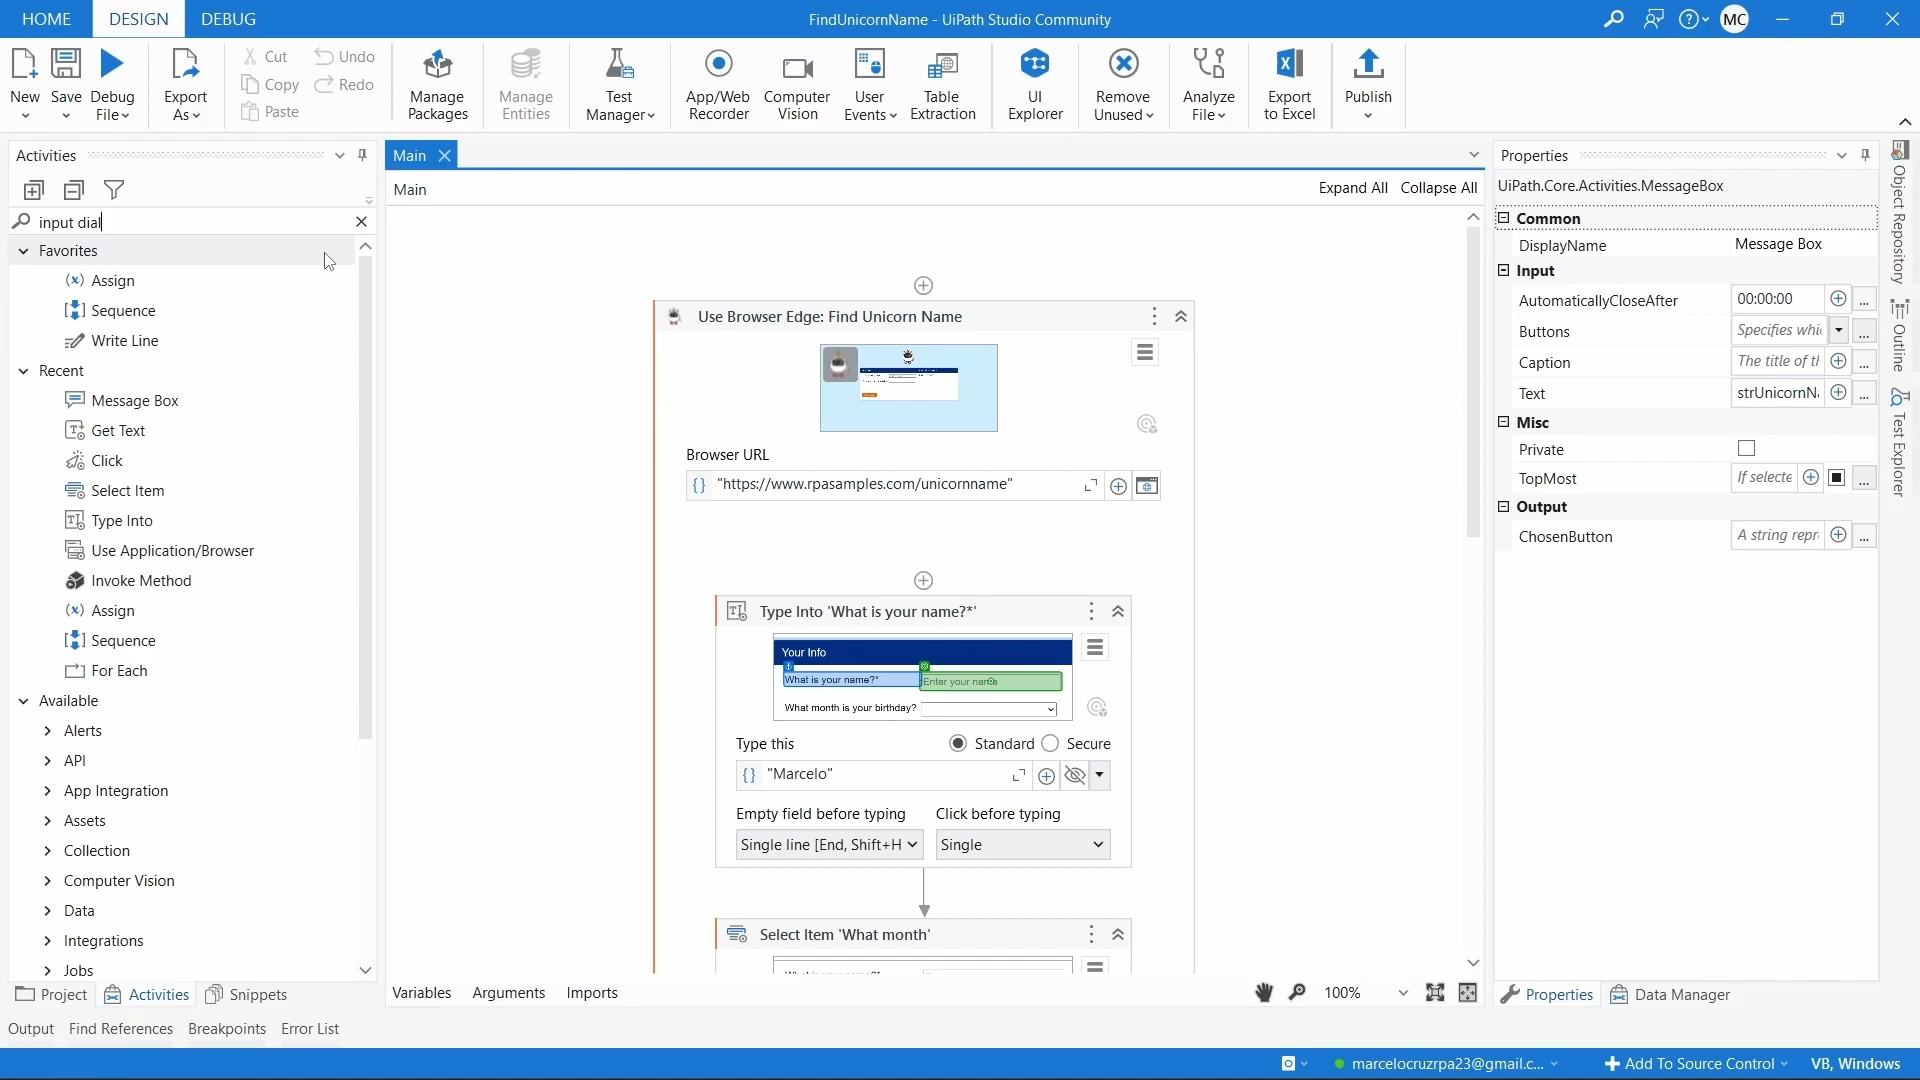 HOME DESIGN DEBUG
FindUnicornName - UiPath Studio Community
MC
New Save Debug File
Export As
Cut Copy Paste
Undo Redo
Manage Packages
Manage Entities
Test Manager
App/Web Recorder
Computer Vision
User Events
Table Extraction
UI Explorer
Remove Unused
Analyze File
Export to Excel
Publish
Activities
input dial
Favorites
Assign
Sequence
Write Line
Recent
Message Box
Get Text
Click
Select Item
Type Into
Use Application/Browser
Invoke Method
Assign
Sequence
For Each
Available
Alerts
API
App Integration
Assets
Collection
Computer Vision
Data
Integrations
Jobs
Project Activities Snippets
Main
Main
Expand All Collapse All
Use Browser Edge: Find Unicorn Name
Browser URL
"https://www.rpasamples.com/unicornname"
Type Into 'What is your name?*'
Your Info
What is your name?*
Enter your name
What month is your birthday?
Type this
Standard Secure
"Marcelo"
Empty field before typing Click before typing
Single line [End, Shift+H Single
Select Item 'What month'
Variables Arguments Imports
100%
Properties
UiPath.Core.Activities.MessageBox
Common
DisplayName Message Box
Input
AutomaticallyCloseAfter 00:00:00 ...
Buttons Specifies whi ...
Caption The title of tl ...
Text strUnicornNa ...
Misc
Private
TopMost If selecte ...
Output
ChosenButton A string repr ...
Properties Data Manager
Object Repository
Outline
Test Explorer
Output Find References Breakpoints Error List
marcelocruzrpa23@gmail.c...
Add To Source Control
VB, Windows